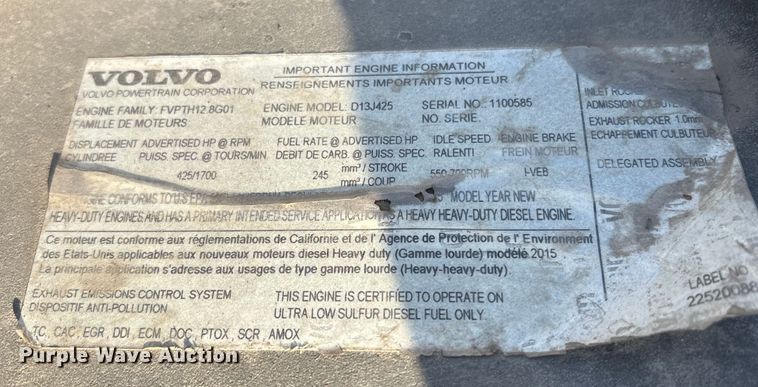 VOLVO
VOLVO POWERTRAIN CORPORATION
IMPORTANT ENGINE INFORMATION
RENSEIGNEMENTS IMPORTANTS MOTEUR
ENGINE FAMILY: FVPTH12.8G01
FAMILLE DE MOTEURS
ENGINE MODEL: D13J425
MODELE MOTEUR
SERIAL NO: 1100585
NO. SERIE.
INLET
ADMISSION
EXHAUST ROCKER 1.0mm
ECHAPPEMENT CULBUTEUR
DISPLACEMENT ADVERTISED HP @ RPM
CYLINDREE PUISS. SPEC. @ TOURS/MIN.
425/1700
FUEL RATE @ ADVERTISED HP
DEBIT DE CARB. @ PUISS. SPEC.
245 mm³ / STROKE
mm³ / COUP
IDLE SPEED
RALENTI
ENGINE BRAKE
FREIN MOTEUR
I-VEB
DELEGATED ASSEMBLY
CONFORMS TO MODEL YEAR NEW
HEAVY-DUTY ENGINES AND HAS A PRIMARY INTENDED SERVICE APPLICATION AS A HEAVY HEAVY-DUTY DIESEL ENGINE.
Ce moteur est conforme aux réglementations de Californie et de l' Agence de Protection de l' Environment
des Etats-Unis applicables aux nouveaux moteurs diesel Heavy duty (Gamme lourde) modèle 2015
La principale application s'adresse aux usages de type gamme lourde (Heavy-heavy-duty)
EXHAUST EMISSIONS CONTROL SYSTEM
DISPOSITIF ANTI-POLLUTION
THIS ENGINE IS CERTIFIED TO OPERATE ON
ULTRA LOW SULFUR DIESEL FUEL ONLY.
TC, CAC, EGR, DDI, ECM, DOC, PTOX, SCR, AMOX
LABEL NO
Purple Wave Auction